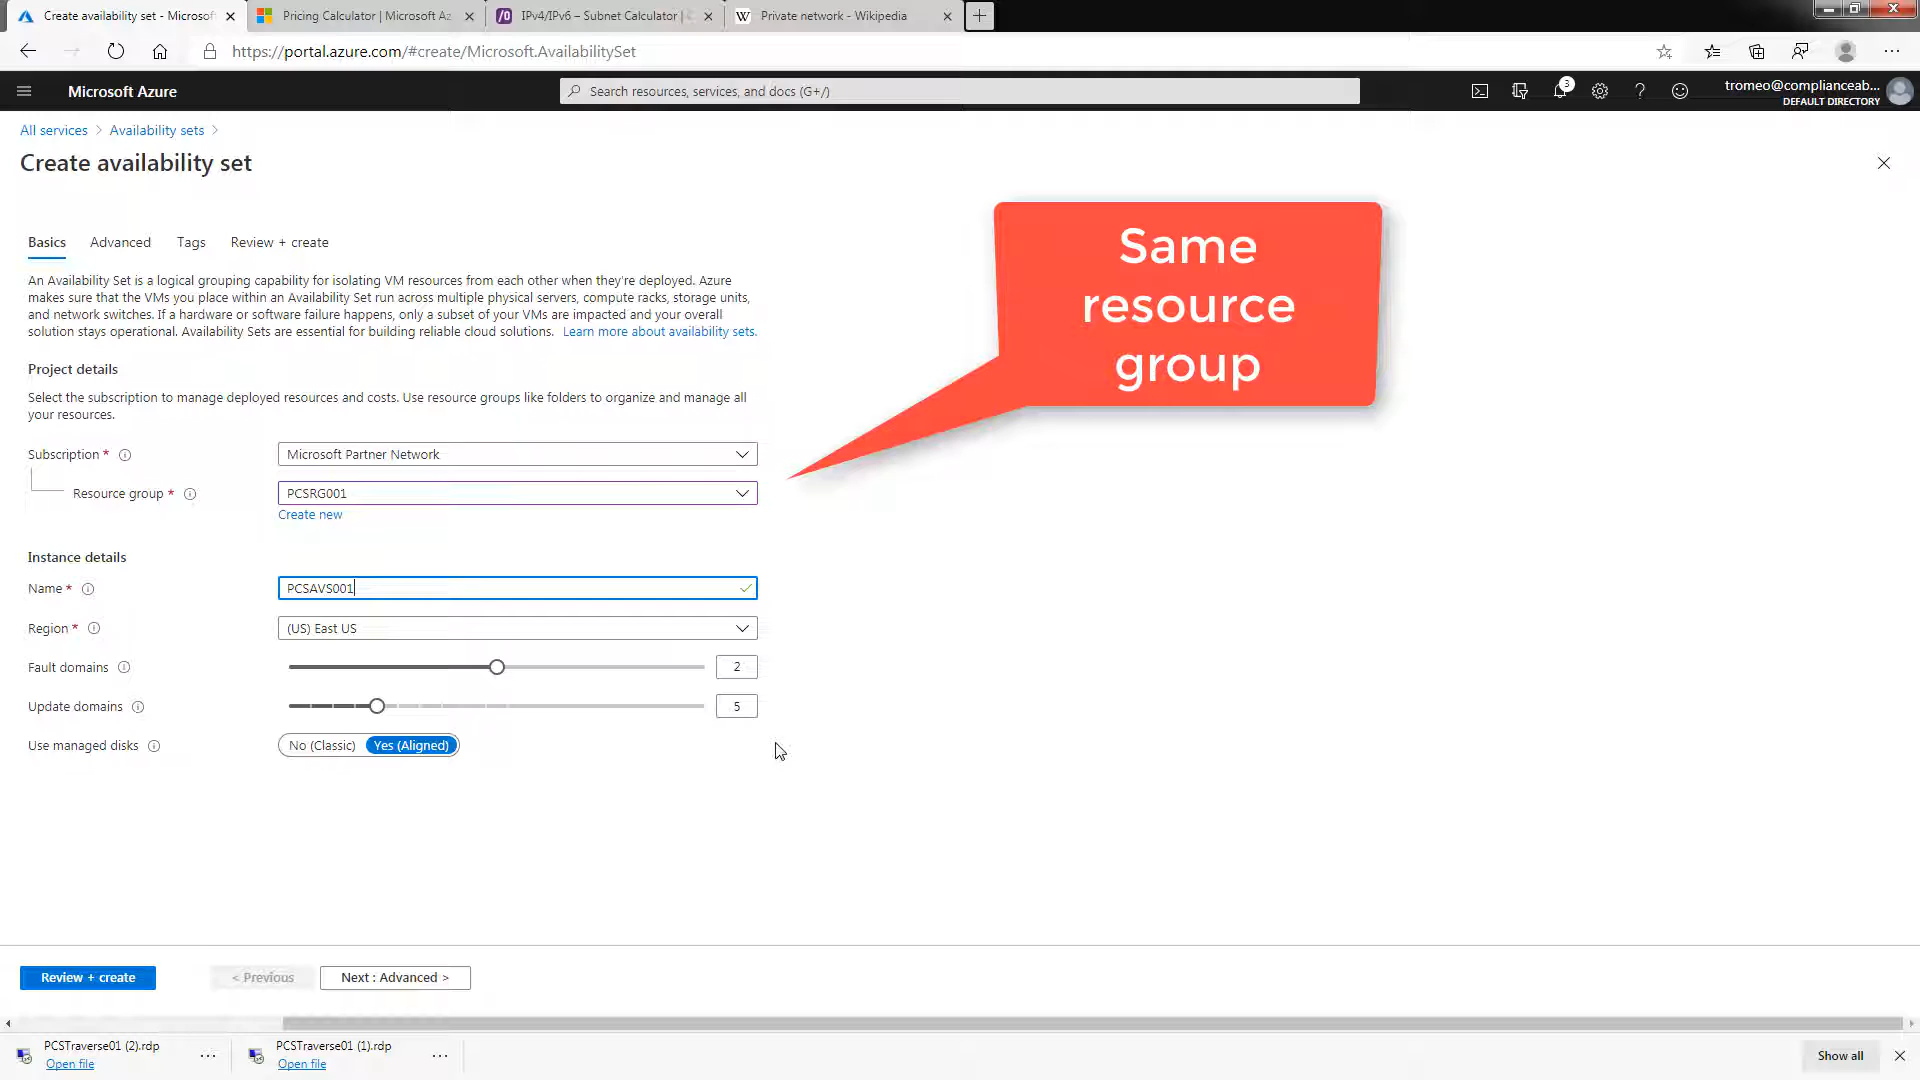 Create availability set - Microsof
Pricing Calculator | Microsoft Az
IPv4/IPv6 – Subnet Calculator |
Private network - Wikipedia
https://portal.azure.com/#create/Microsoft.AvailabilitySet
Microsoft Azure
Search resources, services, and docs (G+/)
3
tromeo@complianceab...
DEFAULT DIRECTORY
All services > Availability sets >
Create availability set
Same
resource
group
Basics Advanced Tags Review + create
An Availability Set is a logical grouping capability for isolating VM resources from each other when they're deployed. Azure
makes sure that the VMs you place within an Availability Set run across multiple physical servers, compute racks, storage units,
and network switches. If a hardware or software failure happens, only a subset of your VMs are impacted and your overall
solution stays operational. Availability Sets are essential for building reliable cloud solutions. Learn more about availability sets.
Project details
Select the subscription to manage deployed resources and costs. Use resource groups like folders to organize and manage all
your resources.
Subscription * Microsoft Partner Network
Resource group * PCSRG001
Create new
Instance details
Name * PCSAVS001
Region * (US) East US
Fault domains 2
Update domains 5
Use managed disks No (Classic) Yes (Aligned)
Review + create < Previous Next : Advanced >
PCSTraverse01 (2).rdp
Open file
PCSTraverse01 (1).rdp
Open file
Show all